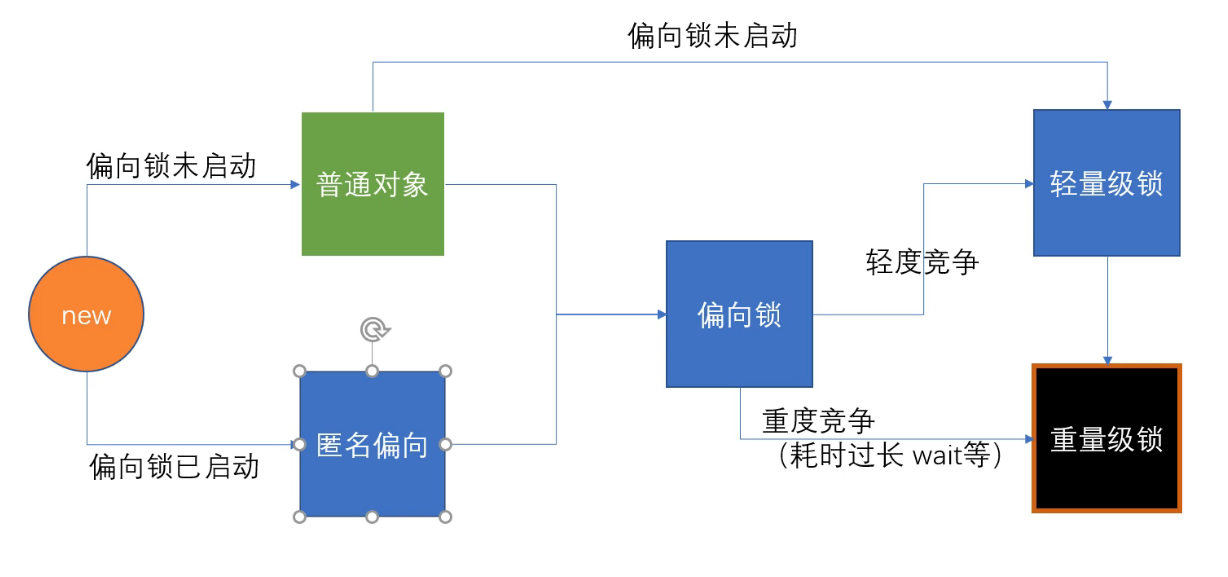 偏向锁未启动
偏向锁未启动
普通对象
轻量级锁
轻度竞争
new
偏向锁
匿名偏向
偏向锁已启动
重度竞争
（耗时过长 wait等）
重量级锁